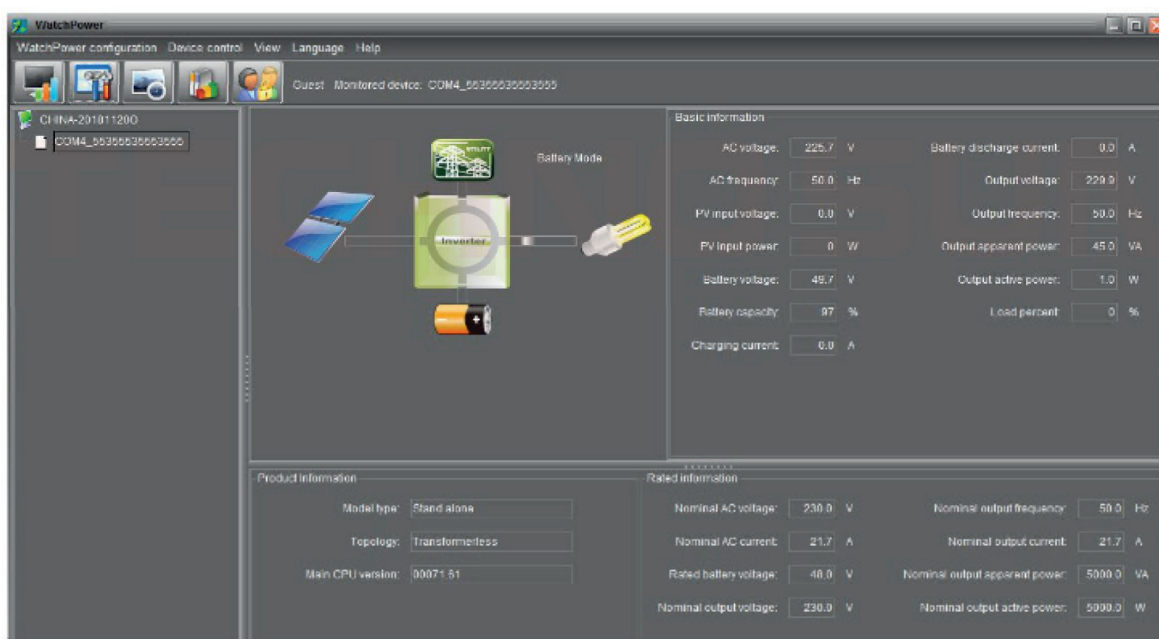 WatchPower
WatchPower configuration Device control View Language Help
Guest Monitored device: COM4_55355535553555
CHINA-20101120O
COM4_55355535553555
UTILITY
Battery Mode
Inverter
Basic information
AC voltage: 225.7 V
AC frequency: 50.0 Hz
PV input voltage: 0.0 V
PV input power: 0 W
Battery voltage: 49.7 V
Battery capacity: 97 %
Charging current: 0.0 A
Battery discharge current: 0.0 A
Output voltage: 229.9 V
Output frequency: 50.0 Hz
Output apparent power: 45.0 VA
Output active power: 1.0 W
Load percent: 0 %
Product Information
Model type: Stand alone
Topology: Transformerless
Main CPU version: 00071.61
Rated information
Nominal AC voltage: 230.0 V
Nominal AC current: 21.7 A
Rated battery voltage: 48.0 V
Nominal output voltage: 230.0 V
Nominal output frequency: 50.0 Hz
Nominal output current: 21.7 A
Nominal output apparent power: 5000.0 VA
Nominal output active power: 5000.0 W